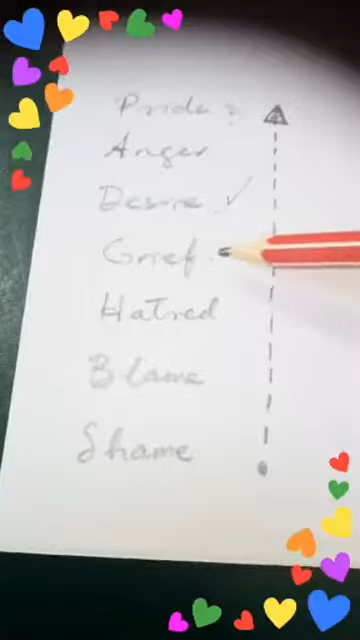 Pride :
Anger
Desire ✓
Grief
Hatred
Blame
Shame